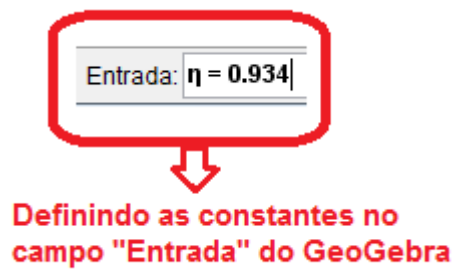 Entrada: η = 0.934
Definindo as constantes no
campo "Entrada" do GeoGebra